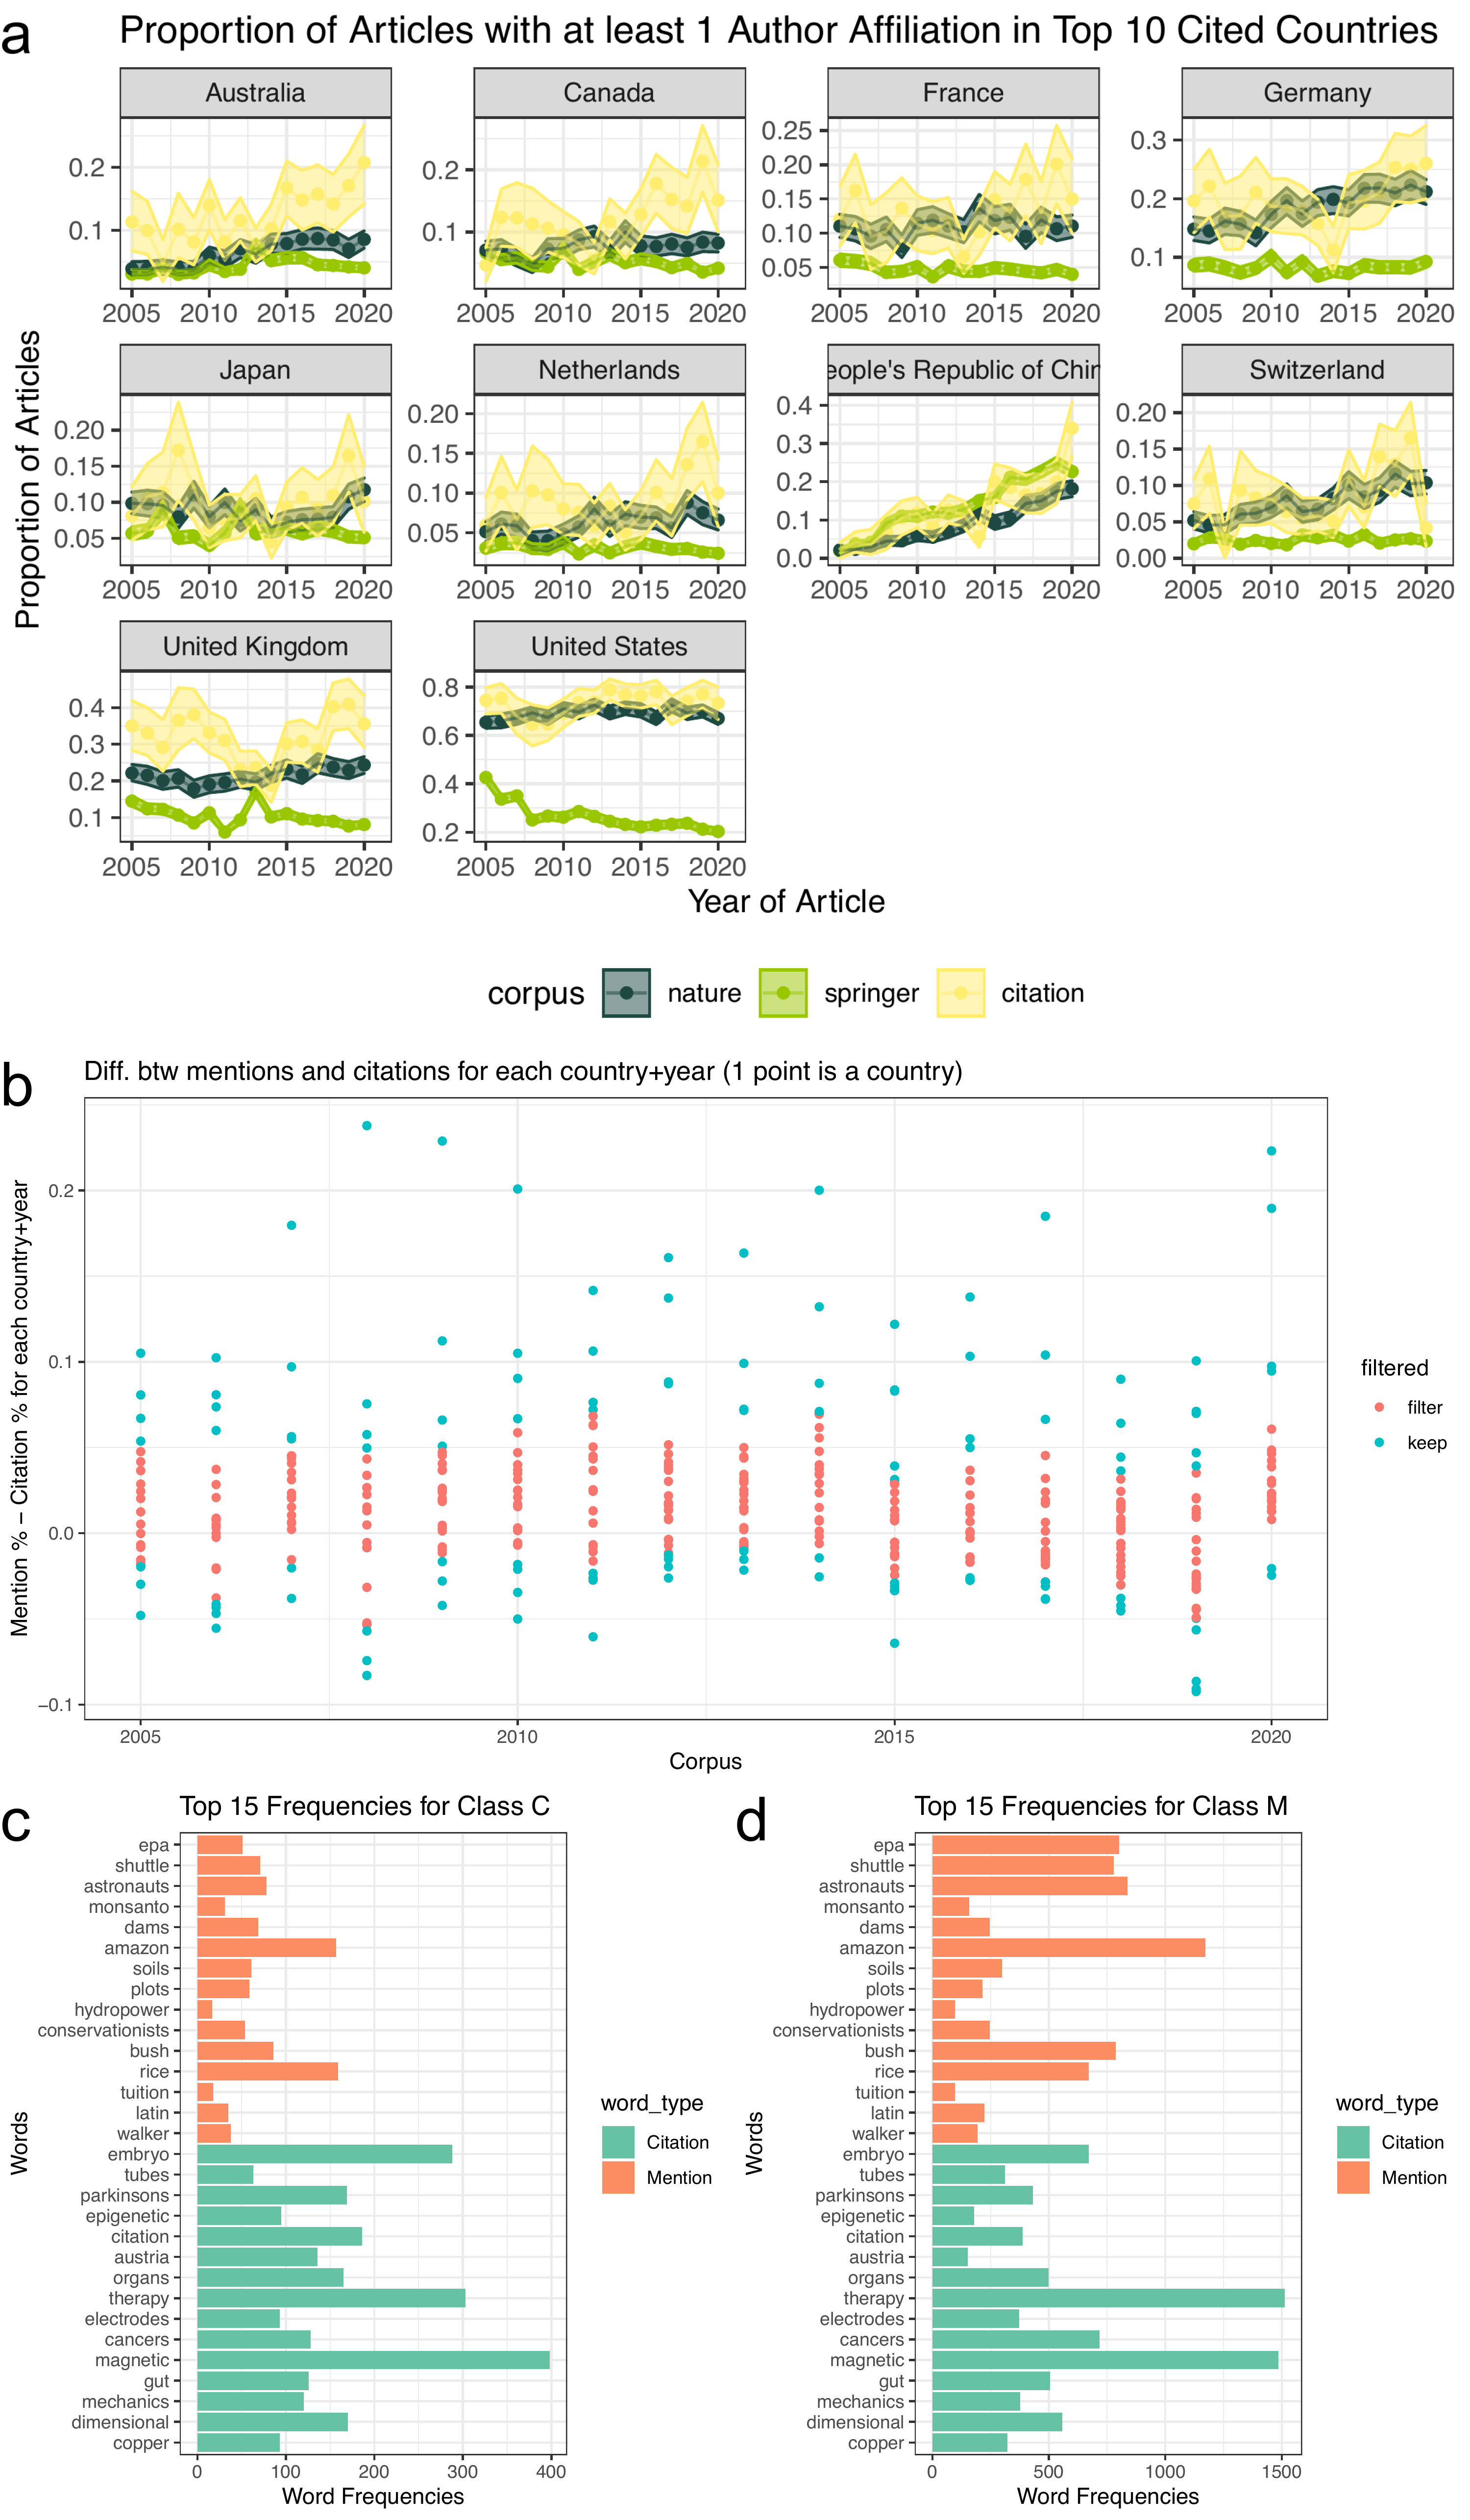 a
Proportion of Articles with at least 1 Author Affiliation in Top 10 Cited Countries
Australia
Canada
France
Germany
0.2
0.1
0.2
0.1
0.25
0.20
0.15
0.10
0.05
0.3
0.2
0.1
2005 2010 2015 2020
2005 2010 2015 2020
2005 2010 2015 2020
2005 2010 2015 2020
Japan
Netherlands
eople's Republic of Chin
Switzerland
0.20
0.15
0.10
0.05
0.20
0.15
0.10
0.05
0.4
0.3
0.2
0.1
0.0
0.20
0.15
0.10
0.05
0.00
2005 2010 2015 2020
2005 2010 2015 2020
2005 2010 2015 2020
2005 2010 2015 2020
United Kingdom
United States
0.4
0.3
0.2
0.1
0.8
0.6
0.4
0.2
2005 2010 2015 2020
2005 2010 2015 2020
Proportion of Articles
Year of Article
corpus nature springer citation
b
Diff. btw mentions and citations for each country+year (1 point is a country)
Mention % − Citation % for each country+year
0.2
0.1
0.0
−0.1
2005 2010 2015 2020
Corpus
filtered
filter
keep
c
Top 15 Frequencies for Class C
Words
epa
shuttle
astronauts
monsanto
dams
amazon
soils
plots
hydropower
conservationists
bush
rice
tuition
latin
walker
embryo
tubes
parkinsons
epigenetic
citation
austria
organs
therapy
electrodes
cancers
magnetic
gut
mechanics
dimensional
copper
0 100 200 300 400
Word Frequencies
word_type
Citation
Mention
d
Top 15 Frequencies for Class M
Words
epa
shuttle
astronauts
monsanto
dams
amazon
soils
plots
hydropower
conservationists
bush
rice
tuition
latin
walker
embryo
tubes
parkinsons
epigenetic
citation
austria
organs
therapy
electrodes
cancers
magnetic
gut
mechanics
dimensional
copper
0 500 1000 1500
Word Frequencies
word_type
Citation
Mention